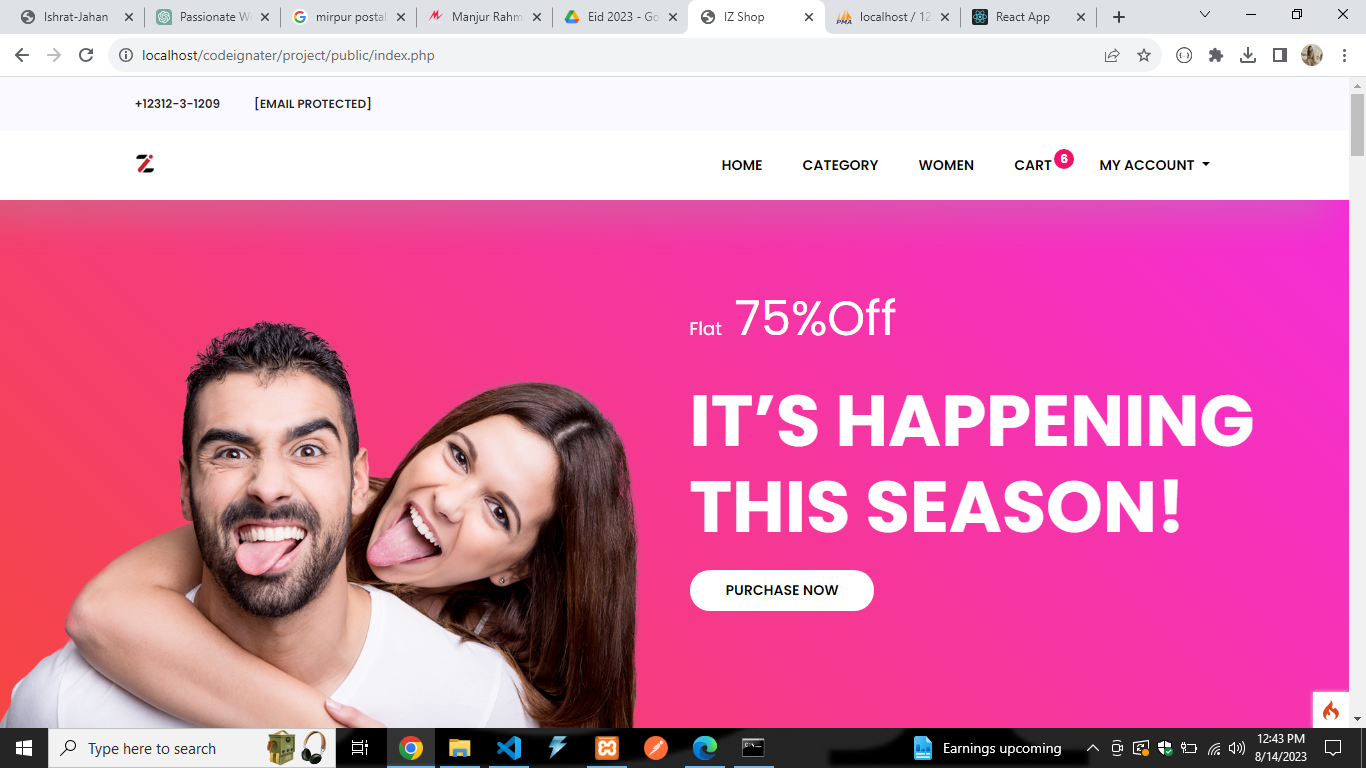 Ishrat-Jahan
Passionate W
mirpur postal
Manjur Rahm
Eid 2023 - Go
IZ Shop
localhost / 12
React App
localhost/codeignater/project/public/index.php
+12312-3-1209 [EMAIL PROTECTED]
HOME CATEGORY WOMEN CART 6 MY ACCOUNT
Flat 75%Off
IT’S HAPPENING
THIS SEASON!
PURCHASE NOW
Type here to search
Earnings upcoming
12:43 PM
8/14/2023